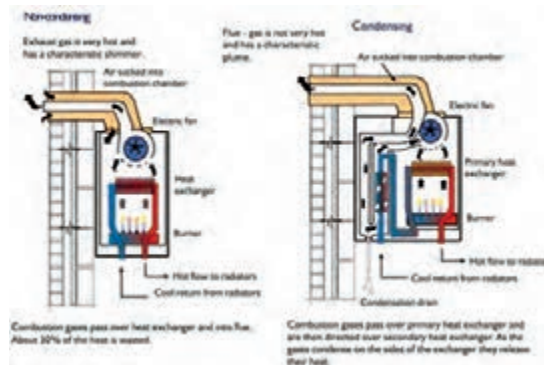 Non-condensing
Exhaust gas is very hot and
has a characteristic shimmer.
Air sucked into
combustion chamber
Electric fan
Heat
exchanger
Burner
Hot flow to radiators
Cool return from radiators
Combustion gases pass over heat exchanger and into flue.
About 30% of the heat is wasted.
Condensing
Flue - gas is not very hot
and has a characteristic
plume.
Air sucked into combustion chamber
Electric fan
Primary heat
exchanger
Burner
Hot flow to radiators
Cool return from radiators
Condensation drain
Combustion gases pass over primary heat exchanger and
are then directed over secondary heat exchanger. As the
gases condense on the sides of the exchanger they release
their heat.